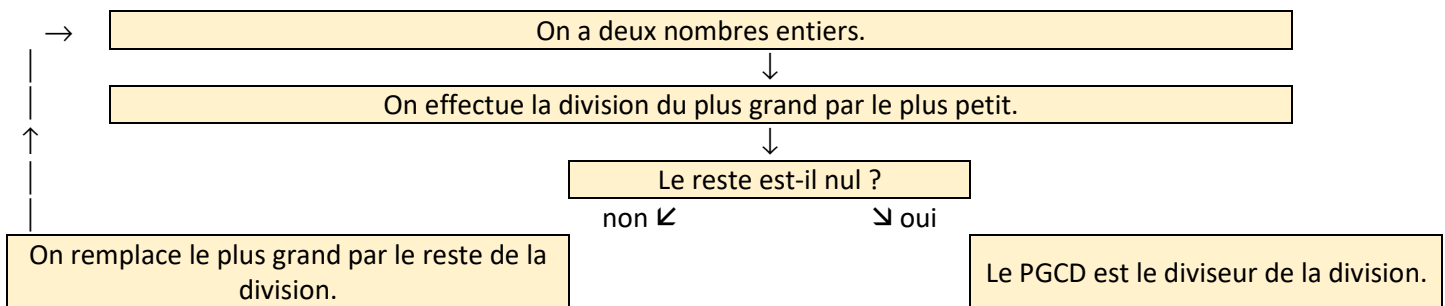 On a deux nombres entiers.
On effectue la division du plus grand par le plus petit.
Le reste est-il nul ?
non oui
On remplace le plus grand par le reste de la
division.
Le PGCD est le diviseur de la division.